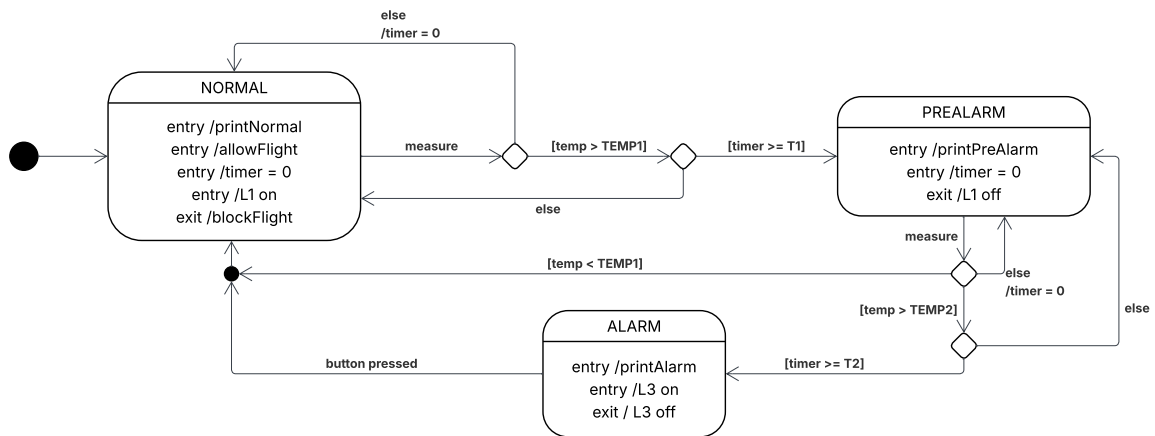 else
/timer = 0
NORMAL
entry /printNormal
entry /allowFlight
entry /timer = 0
entry /L1 on
exit /blockFlight
measure
[temp > TEMP1]
[timer >= T1]
else
PREALARM
entry /printPreAlarm
entry /timer = 0
exit /L1 off
measure
[temp < TEMP1]
else
/timer = 0
[temp > TEMP2]
else
ALARM
entry /printAlarm
entry /L3 on
exit / L3 off
button pressed
[timer >= T2]